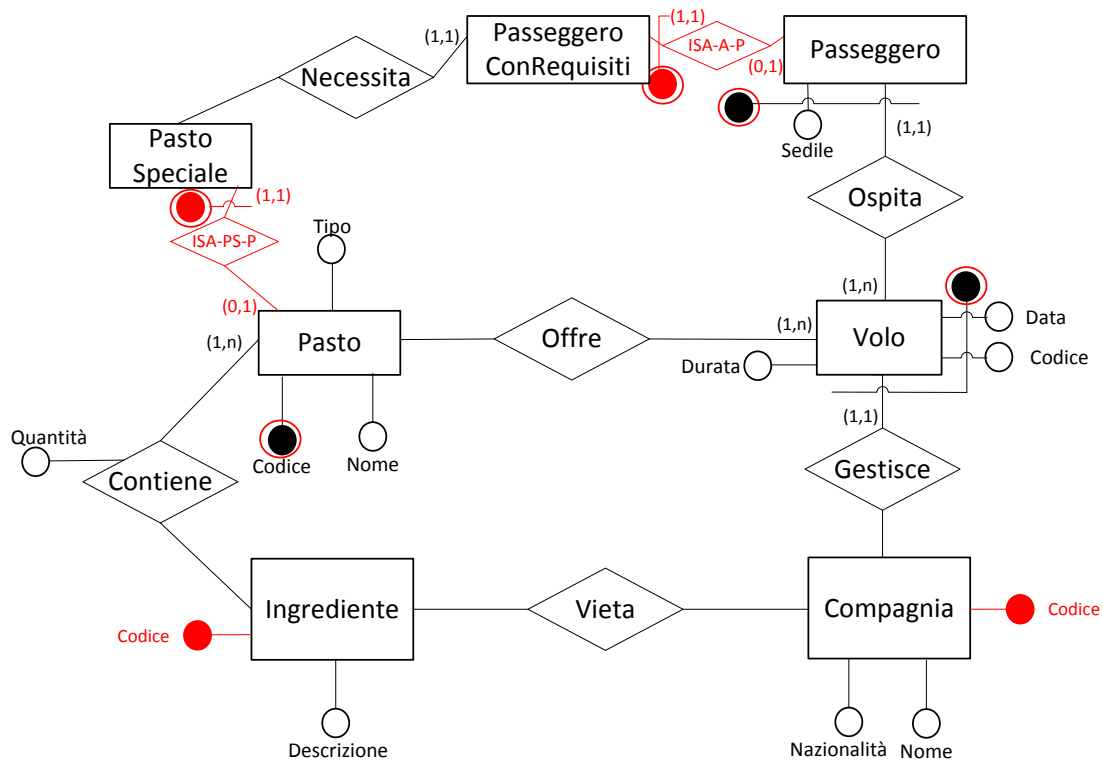 (1,1)
Passeggero
ConRequisiti
(1,1)
ISA-A-P
(0,1)
Passeggero
Necessita
Sedile
(1,1)
Pasto
Speciale
(1,1)
Ospita
ISA-PS-P
Tipo
(0,1)
(1,n)
Pasto
Offre
(1,n)
(1,n)
Volo
Data
Codice
Durata
Codice
Nome
(1,1)
Quantità
Contiene
Gestisce
Ingrediente
Vieta
Compagnia
Codice
Codice
Descrizione
Nazionalità
Nome